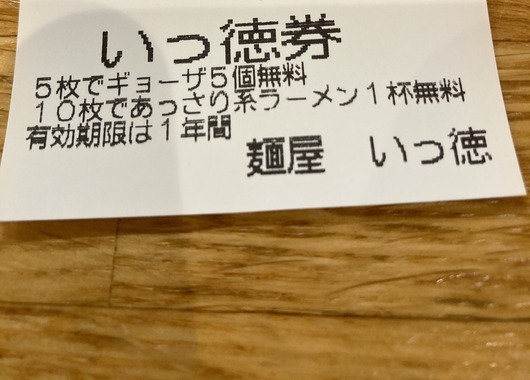 いっ徳券
５枚でギョーザ５個無料
１０枚であっさり系ラーメン１杯無料
有効期限は１年間
麺屋　いっ徳